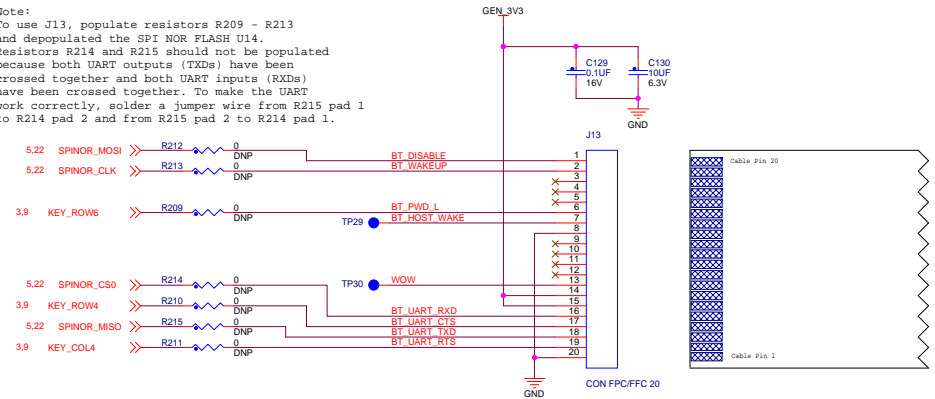 Note:
To use J13, populate resistors R209 - R213
and depopulated the SPI NOR FLASH U14.
Resistors R214 and R215 should not be populated
because both UART outputs (TXDs) have been
crossed together and both UART inputs (RXDs)
have been crossed together. To make the UART
work correctly, solder a jumper wire from R215 pad 1
to R214 pad 2 and from R215 pad 2 to R214 pad 1.
GEN_3V3
C129
0.1UF
16V
C130
10UF
6.3V
GND
J13
5,22 SPINOR_MOSI R212 0 DNP BT_DISABLE 1
5,22 SPINOR_CLK R213 0 DNP BT_WAKEUP 2
3
4
5
3,9 KEY_ROW6 R209 0 DNP BT_PWD_L 6
TP29 BT_HOST_WAKE 7
8
9
10
11
12
5,22 SPINOR_CS0 R214 0 DNP TP30 WOW 13
14
15
3,9 KEY_ROW4 R210 0 DNP BT_UART_RXD 16
BT_UART_CTS 17
5,22 SPINOR_MISO R215 0 DNP BT_UART_TXD 18
3,9 KEY_COL4 R211 0 DNP BT_UART_RTS 19
20
CON FPC/FFC 20
GND
Cable Pin 20
Cable Pin 1